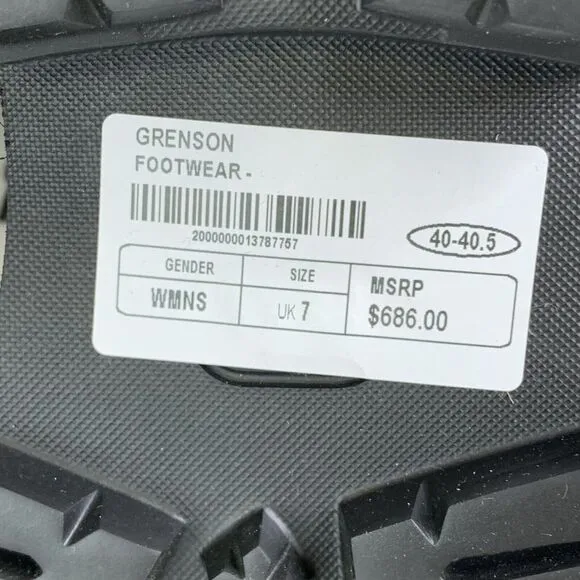 GRENSON
FOOTWEAR -
2000000013787757
40-40.5
GENDER SIZE MSRP
WMNS UK 7 $686.00